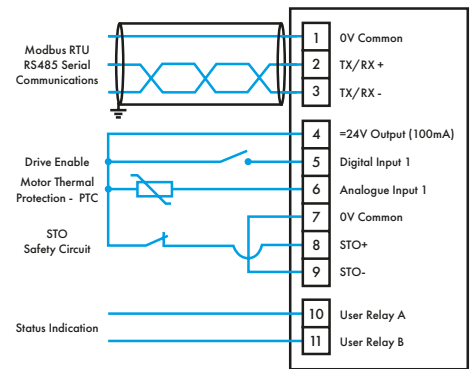 Modbus RTU
RS485 Serial
Communications
1 0V Common
2 TX/RX +
3 TX/RX -
4 =24V Output (100mA)
Drive Enable
5 Digital Input 1
Motor Thermal
Protection - PTC
6 Analogue Input 1
7 0V Common
STO
Safety Circuit
8 STO+
9 STO-
Status Indication
10 User Relay A
11 User Relay B